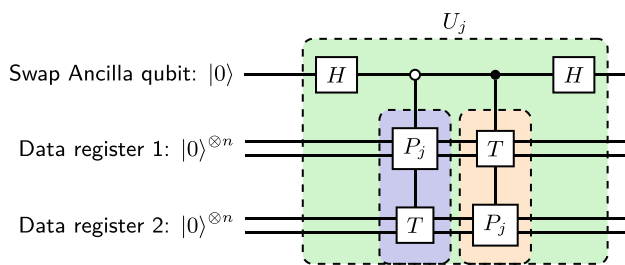 U_j
Swap Ancilla qubit: |0⟩ H H
Data register 1: |0⟩^{⊗n} P_j T
Data register 2: |0⟩^{⊗n} T P_j